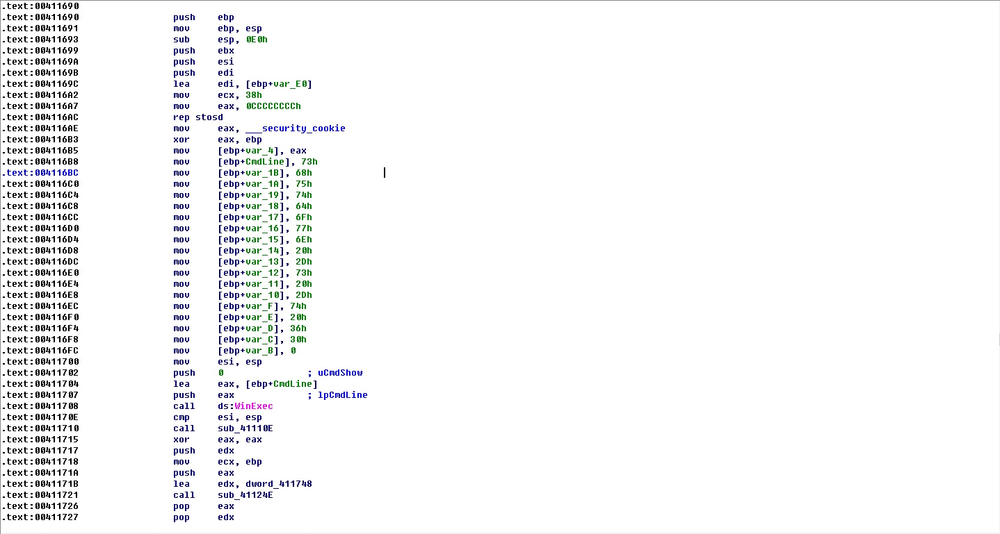 .text:00411690
.text:00411690 push ebp
.text:00411691 mov ebp, esp
.text:00411693 sub esp, 0E0h
.text:00411699 push ebx
.text:0041169A push esi
.text:0041169B push edi
.text:0041169C lea edi, [ebp+var_E0]
.text:004116A2 mov ecx, 38h
.text:004116A7 mov eax, 0CCCCCCCCh
.text:004116AC rep stosd
.text:004116AE mov eax, ___security_cookie
.text:004116B3 xor eax, ebp
.text:004116B5 mov [ebp+var_4], eax
.text:004116B8 mov [ebp+CmdLine], 73h
.text:004116BC mov [ebp+var_1B], 68h
.text:004116C0 mov [ebp+var_1A], 75h
.text:004116C4 mov [ebp+var_19], 74h
.text:004116C8 mov [ebp+var_18], 64h
.text:004116CC mov [ebp+var_17], 6Fh
.text:004116D0 mov [ebp+var_16], 77h
.text:004116D4 mov [ebp+var_15], 6Eh
.text:004116D8 mov [ebp+var_14], 20h
.text:004116DC mov [ebp+var_13], 2Dh
.text:004116E0 mov [ebp+var_12], 73h
.text:004116E4 mov [ebp+var_11], 20h
.text:004116E8 mov [ebp+var_10], 2Dh
.text:004116EC mov [ebp+var_F], 74h
.text:004116F0 mov [ebp+var_E], 20h
.text:004116F4 mov [ebp+var_D], 36h
.text:004116F8 mov [ebp+var_C], 30h
.text:004116FC mov [ebp+var_B], 0
.text:00411700 mov esi, esp
.text:00411702 push 0 ; uCmdShow
.text:00411704 lea eax, [ebp+CmdLine]
.text:00411707 push eax ; lpCmdLine
.text:00411708 call ds:WinExec
.text:0041170E cmp esi, esp
.text:00411710 call sub_41110E
.text:00411715 xor eax, eax
.text:00411717 push edx
.text:00411718 mov ecx, ebp
.text:0041171A push eax
.text:0041171B lea edx, dword_411748
.text:00411721 call sub_41124E
.text:00411726 pop eax
.text:00411727 pop edx